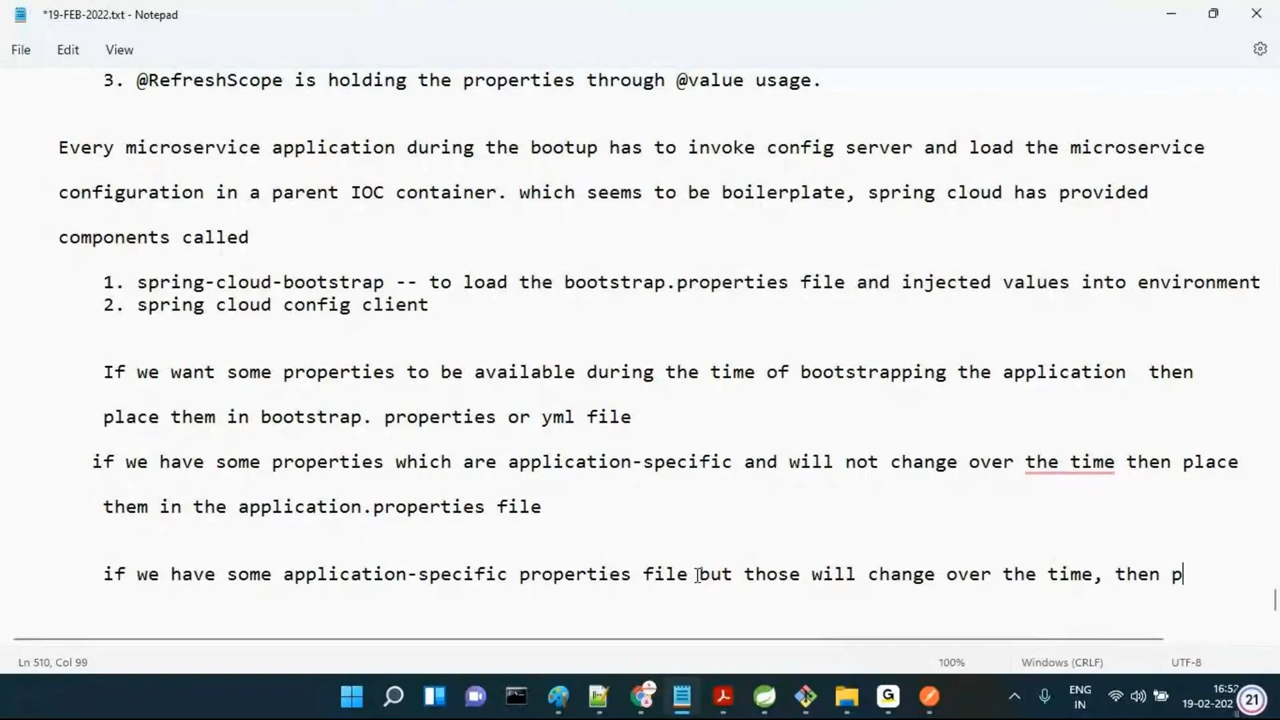 *19-FEB-2022.txt - Notepad
File Edit View
3. @RefreshScope is holding the properties through @value usage.
Every microservice application during the bootup has to invoke config server and load the microservice
configuration in a parent IOC container. which seems to be boilerplate, spring cloud has provided
components called
1. spring-cloud-bootstrap -- to load the bootstrap.properties file and injected values into environment
2. spring cloud config client
If we want some properties to be available during the time of bootstrapping the application  then
place them in bootstrap. properties or yml file
if we have some properties which are application-specific and will not change over the time then place
them in the application.properties file
if we have some application-specific properties file but those will change over the time, then p
Ln 510, Col 99 100% Windows (CRLF) UTF-8
ENG 16:52
IN 19-02-202 21